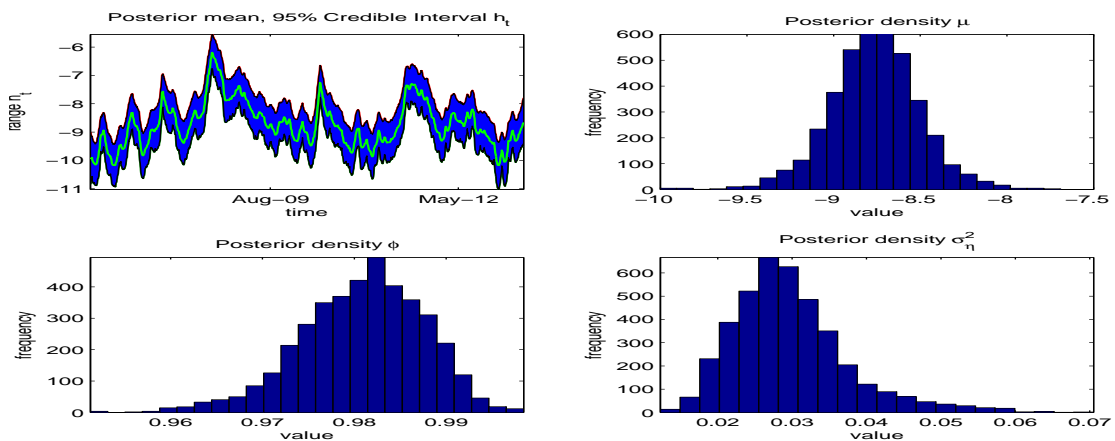 Posterior mean, 95% Credible Interval h_t
range h_t
−6
−7
−8
−9
−10
−11
Aug−09
May−12
time
Posterior density μ
frequency
600
500
400
300
200
100
0
−10
−9.5
−9
−8.5
−8
−7.5
value
Posterior density ϕ
frequency
400
300
200
100
0
0.96
0.97
0.98
0.99
value
Posterior density σ²_η
frequency
600
500
400
300
200
100
0
0.02
0.03
0.04
0.05
0.06
0.07
value